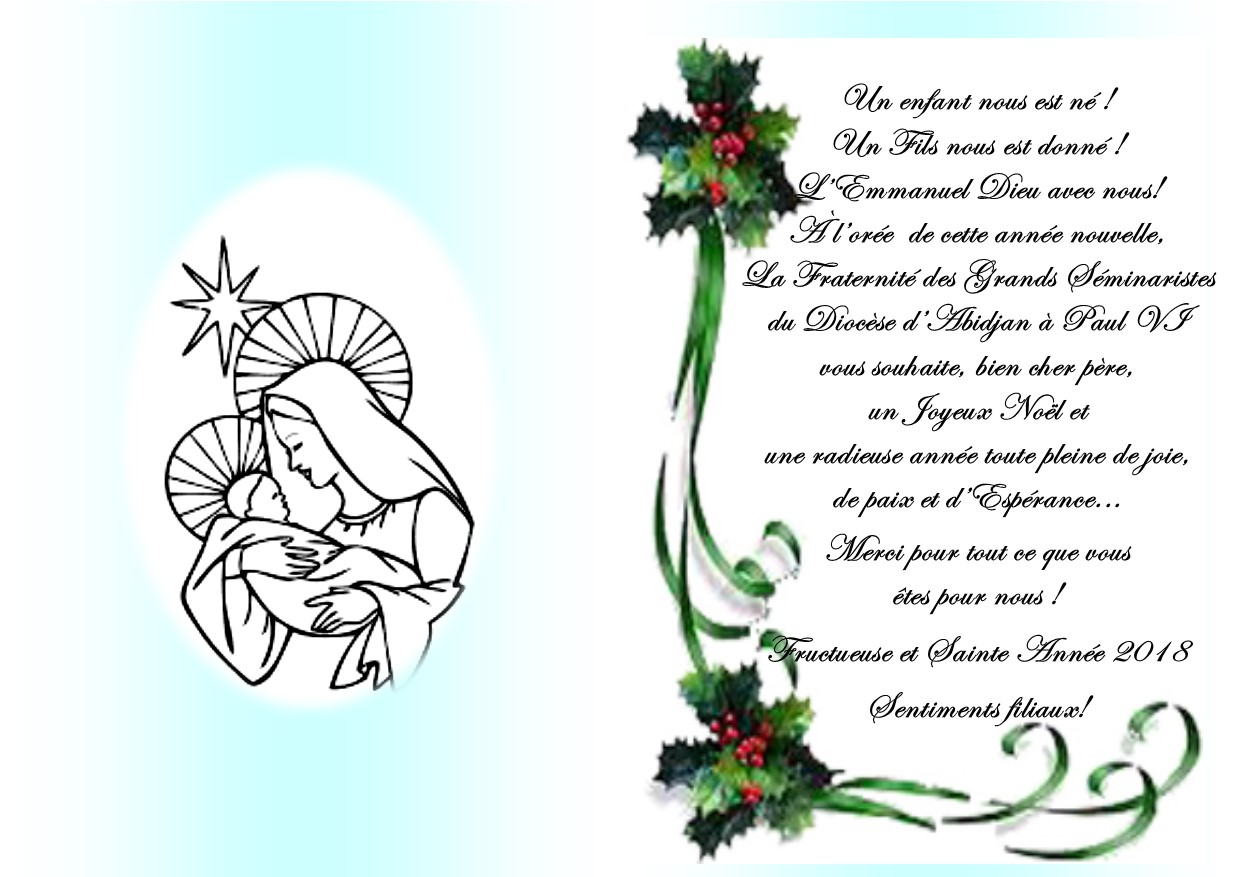 Un enfant nous est né !
Un Fils nous est donné !
L'Emmanuel Dieu avec nous!
À l'orée de cette année nouvelle,
La Fraternité des Grands Séminaristes
du Diocèse d'Abidjan à Paul VI
vous souhaite, bien cher père,
un Joyeux Noël et
une radieuse année toute pleine de joie,
de paix et d'Espérance…
Merci pour tout ce que vous
êtes pour nous !
Fructueuse et Sainte Année 2018
Sentiments filiaux!